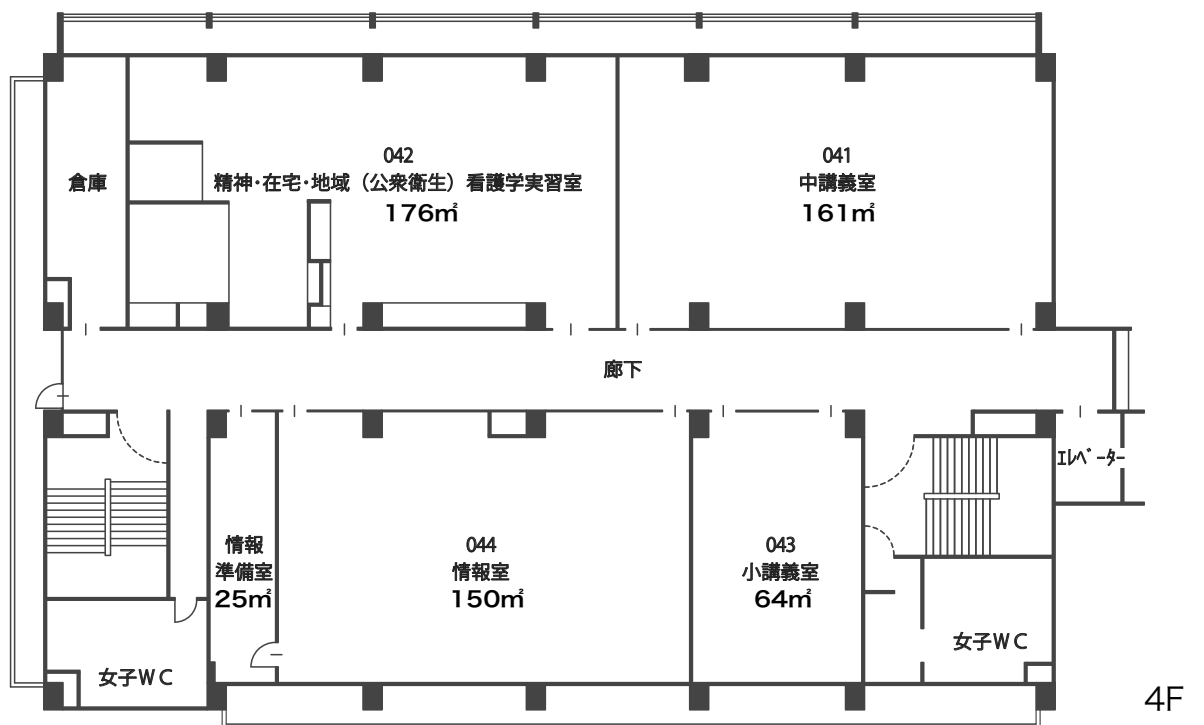 倉庫
042
精神･在宅･地域（公衆衛生）看護学実習室
176㎡
041
中講義室
161㎡
廊下
ｴﾚﾍﾞｰﾀｰ
情報
準備室
25㎡
044
情報室
150㎡
043
小講義室
64㎡
女子ＷＣ
女子ＷＣ
4F